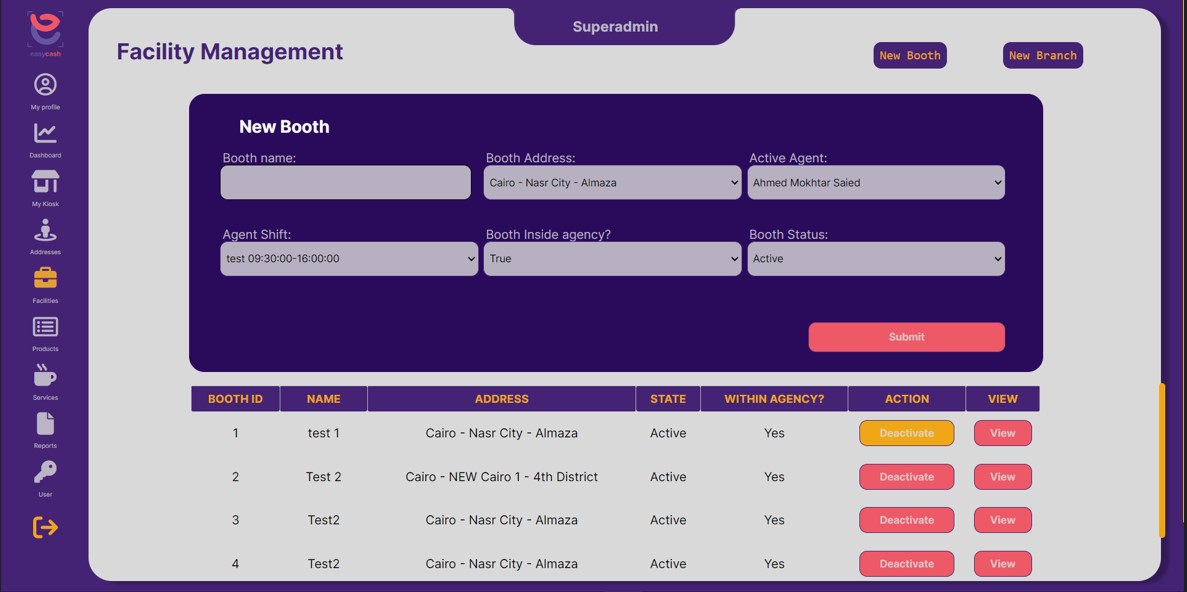 Superadmin
easycash
Facility Management
New Booth
New Branch
My profile
Dashboard
My Kiosk
Addresses
Facilities
Products
Services
Reports
User
New Booth
Booth name:
Booth Address:
Active Agent:
Cairo - Nasr City - Almaza
Ahmed Mokhtar Saied
Agent Shift:
Booth Inside agency?
Booth Status:
test 09:30:00-16:00:00
True
Active
Submit
BOOTH ID NAME ADDRESS STATE WITHIN AGENCY? ACTION VIEW
1 test 1 Cairo - Nasr City - Almaza Active Yes Deactivate View
2 Test 2 Cairo - NEW Cairo 1 - 4th District Active Yes Deactivate View
3 Test2 Cairo - Nasr City - Almaza Active Yes Deactivate View
4 Test2 Cairo - Nasr City - Almaza Active Yes Deactivate View